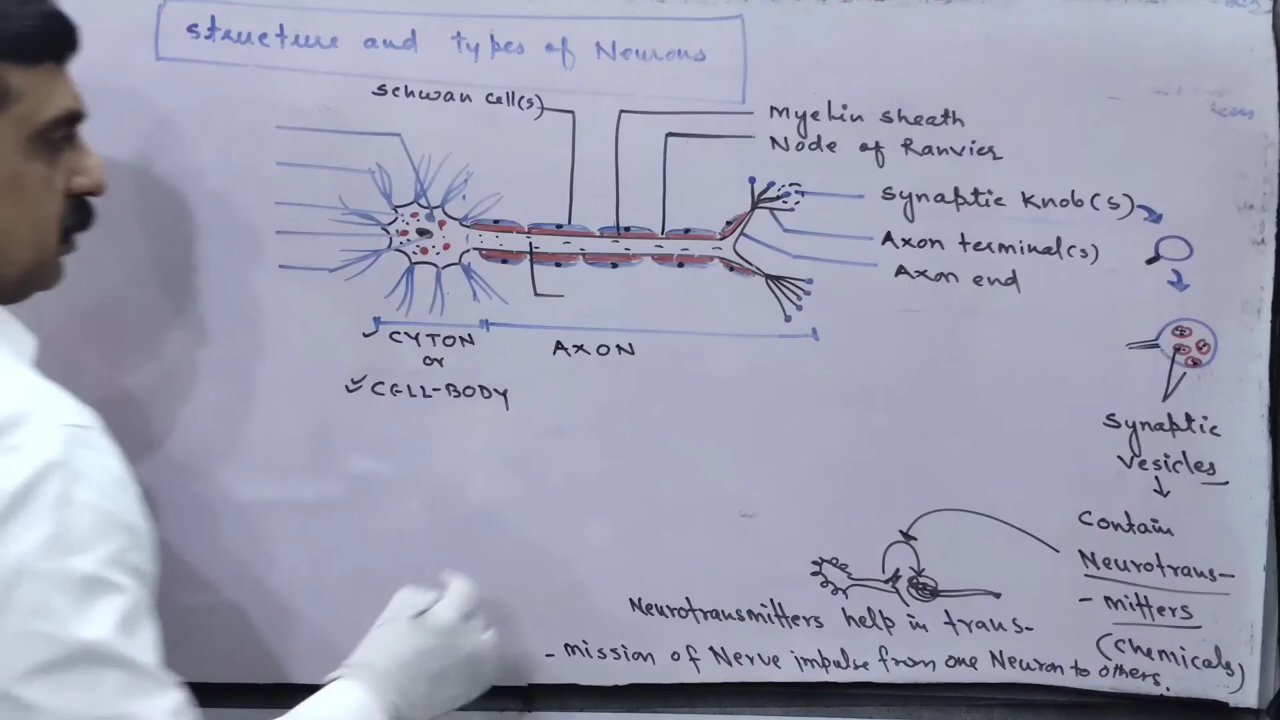 Structure and types of Neurons
Schwan cell(s)
Myelin sheath
Node of Ranvier
Synaptic Knob(s)
Axon terminal(s)
Axon end
CYTON
or
CELL-BODY
AXON
Synaptic
vesicles
Contain
Neurotrans-
- mitters
(chemicals)
Neurotransmitters help in trans-
- mission of Nerve impulse from one Neuron to others.